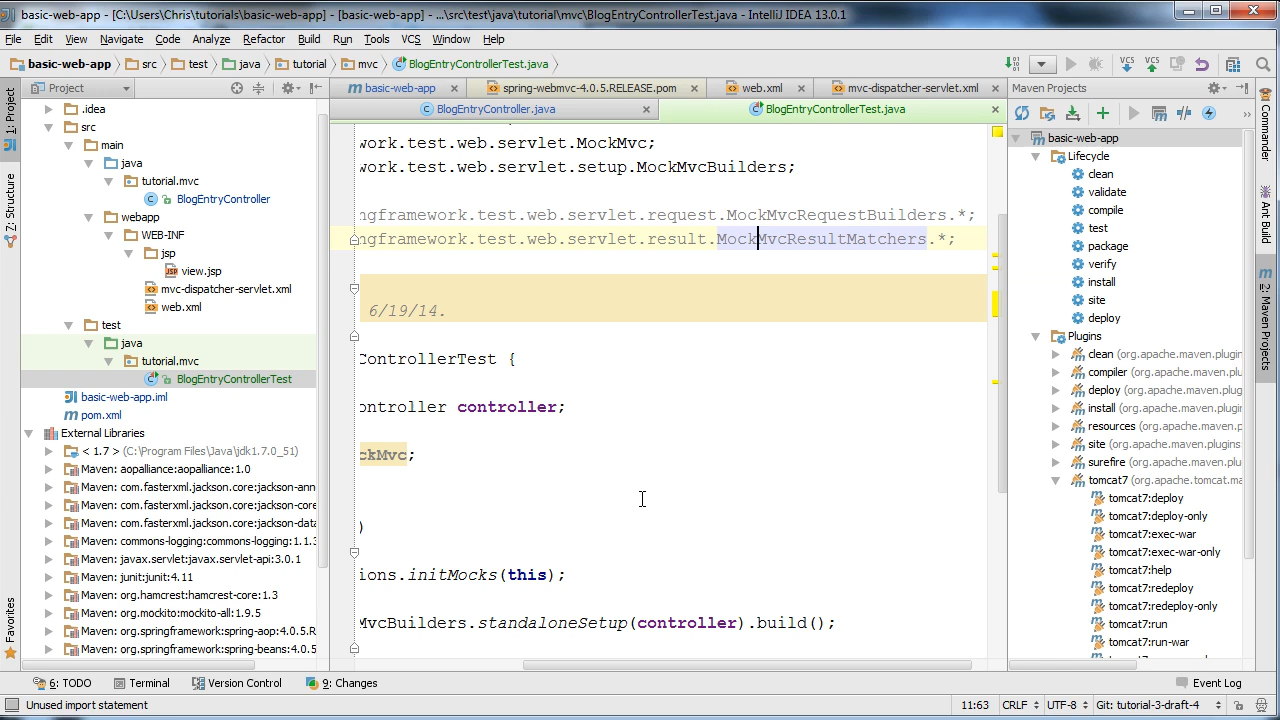 basic-web-app - [C:\Users\Chris\tutorials\basic-web-app] - [basic-web-app] - ...\src\test\java\tutorial\mvc\BlogEntryControllerTest.java - IntelliJ IDEA 13.0.1
File Edit View Navigate Code Analyze Refactor Build Run Tools VCS Window Help
basic-web-app src test java tutorial mvc BlogEntryControllerTest.java
VCS VCS
Project
basic-web-app spring-webmvc-4.0.5.RELEASE.pom web.xml mvc-dispatcher-servlet.xml
Maven Projects
BlogEntryController.java BlogEntryControllerTest.java
1: Project
Z: Structure
Favorites
.idea
src
main
java
tutorial.mvc
BlogEntryController
webapp
WEB-INF
jsp
view.jsp
mvc-dispatcher-servlet.xml
web.xml
test
java
tutorial.mvc
BlogEntryControllerTest
basic-web-app.iml
pom.xml
External Libraries
< 1.7 > (C:\Program Files\Java\jdk1.7.0_51)
Maven: aopalliance:aopalliance:1.0
Maven: com.fasterxml.jackson.core:jackson-ann
Maven: com.fasterxml.jackson.core:jackson-core
Maven: com.fasterxml.jackson.core:jackson-data
Maven: commons-logging:commons-logging:1.1.3
Maven: javax.servlet:javax.servlet-api:3.0.1
Maven: junit:junit:4.11
Maven: org.hamcrest:hamcrest-core:1.3
Maven: org.mockito:mockito-all:1.9.5
Maven: org.springframework:spring-aop:4.0.5.R
Maven: org.springframework:spring-beans:4.0.5
work.test.web.servlet.MockMvc;
work.test.web.servlet.setup.MockMvcBuilders;
ngframework.test.web.servlet.request.MockMvcRequestBuilders.*;
ngframework.test.web.servlet.result.MockMvcResultMatchers.*;
6/19/14.
ControllerTest {
ontroller controller;
ckMvc;
)
ions.initMocks(this);
MvcBuilders.standaloneSetup(controller).build();
basic-web-app
Lifecycle
clean
validate
compile
test
package
verify
install
site
deploy
Plugins
clean (org.apache.maven.plugin
compiler (org.apache.maven.plu
deploy (org.apache.maven.plug
install (org.apache.maven.plug
resources (org.apache.maven.p
site (org.apache.maven.plugins
surefire (org.apache.maven.plu
tomcat7 (org.apache.tomcat.ma
tomcat7:deploy
tomcat7:deploy-only
tomcat7:exec-war
tomcat7:exec-war-only
tomcat7:help
tomcat7:redeploy
tomcat7:redeploy-only
tomcat7:run
tomcat7:run-war
Commander
Ant Build
Maven Projects
6: TODO Terminal Version Control 9: Changes Event Log
Unused import statement 11:63 CRLF UTF-8 Git: tutorial-3-draft-4